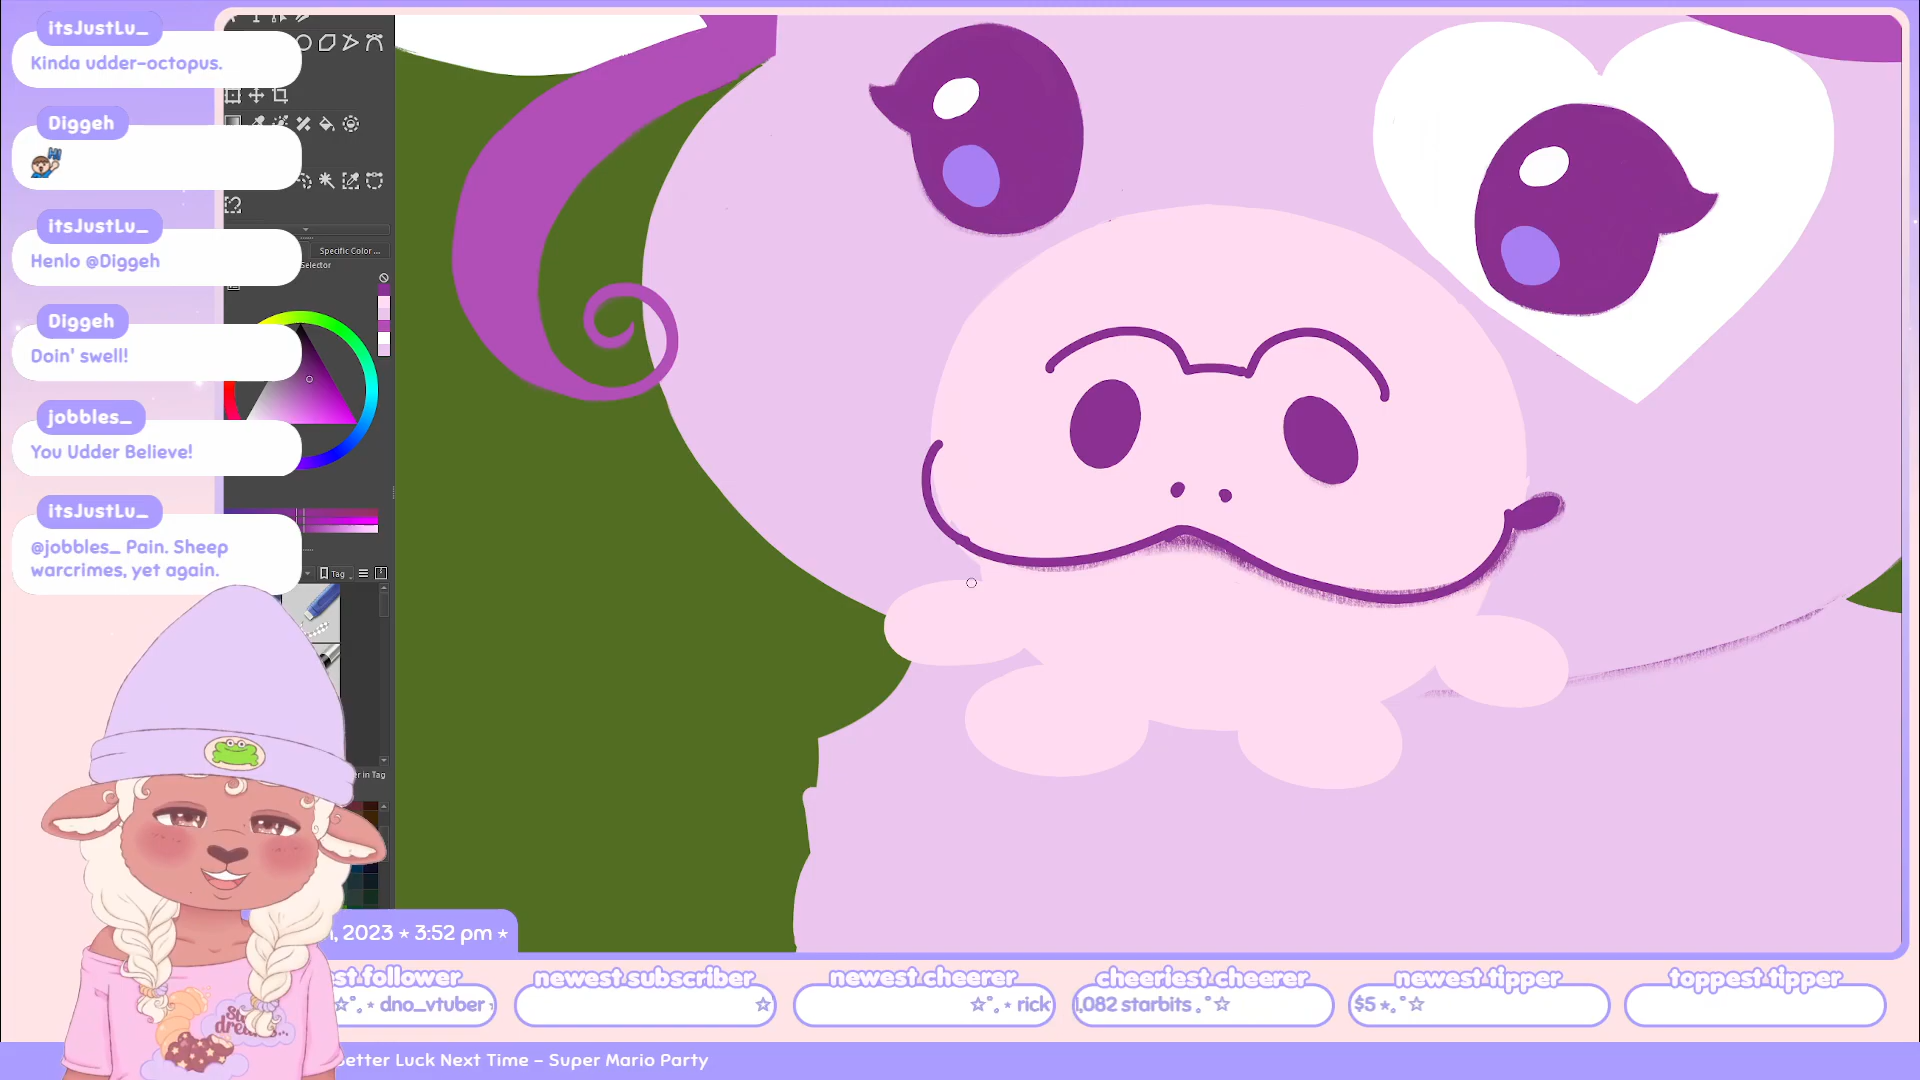 itsJustLu_
Kinda udder-octopus.
Diggeh
itsJustLu_
Henlo @Diggeh
Diggeh
Doin' swell!
jobbles_
You Udder Believe!
itsJustLu_
@jobbles_ Pain. Sheep
warcrimes, yet again.
Specific Color ...
Selector
Tag
r in Tag
, 2023 ⋆ 3:52 pm ⋆
st follower
☆˚｡⋆ dno_vtuber
newest subscriber
☆
newest cheerer
☆˚｡⋆ rick
cheeriest cheerer
1,082 starbits ｡˚☆
newest tipper
$5 ⋆｡˚☆
toppest tipper
etter Luck Next Time - Super Mario Party